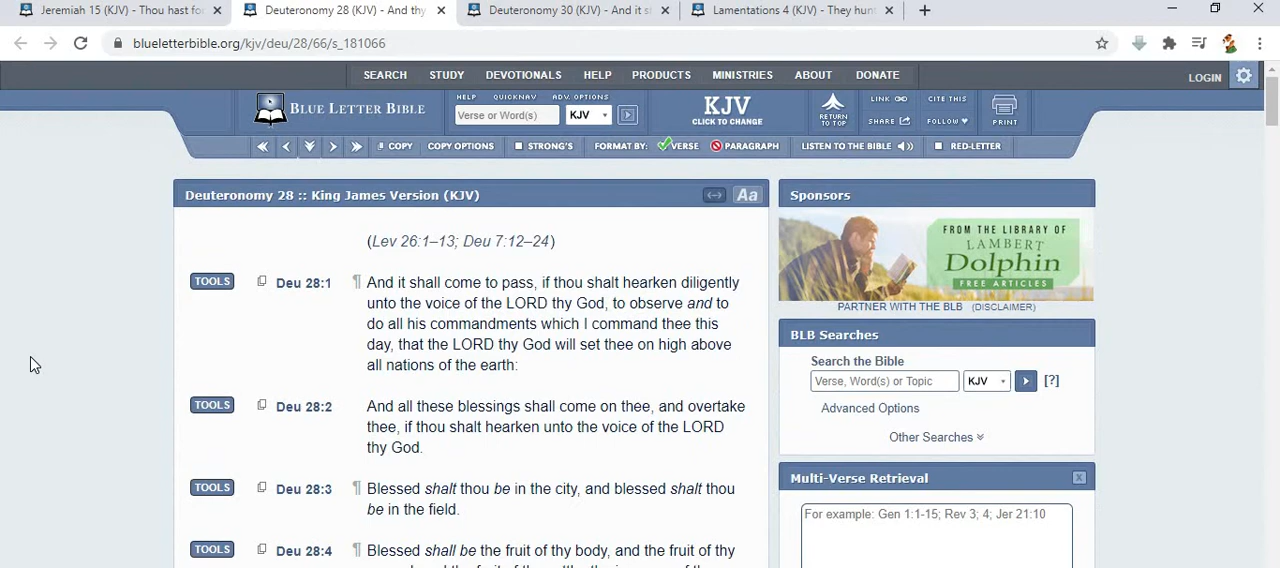 Jeremiah 15 (KJV) - Thou hast fo
Deuteronomy 28 (KJV) - And thy
Deuteronomy 30 (KJV) - And it s
Lamentations 4 (KJV) - They hun
blueletterbible.org/kjv/deu/28/66/s_181066
SEARCH STUDY DEVOTIONALS HELP PRODUCTS MINISTRIES ABOUT DONATE
LOGIN
BLUE LETTER BIBLE
HELP QUICKNAV ADV. OPTIONS
Verse or Word(s) KJV
KJV
CLICK TO CHANGE
RETURN
TO TOP
LINK CITE THIS
SHARE FOLLOW
PRINT
COPY COPY OPTIONS STRONG'S FORMAT BY: VERSE PARAGRAPH LISTEN TO THE BIBLE RED-LETTER
Deuteronomy 28 :: King James Version (KJV) Aa
(Lev 26:1–13; Deu 7:12–24)
TOOLS Deu 28:1 ¶ And it shall come to pass, if thou shalt hearken diligently
unto the voice of the LORD thy God, to observe and to
do all his commandments which I command thee this
day, that the LORD thy God will set thee on high above
all nations of the earth:
TOOLS Deu 28:2 And all these blessings shall come on thee, and overtake
thee, if thou shalt hearken unto the voice of the LORD
thy God.
TOOLS Deu 28:3 ¶ Blessed shalt thou be in the city, and blessed shalt thou
be in the field.
TOOLS Deu 28:4 ¶ Blessed shall be the fruit of thy body, and the fruit of thy
Sponsors
FROM THE LIBRARY OF
LAMBERT
Dolphin
FREE ARTICLES
PARTNER WITH THE BLB (DISCLAIMER)
BLB Searches
Search the Bible
Verse, Word(s) or Topic KJV [?]
Advanced Options
Other Searches
Multi-Verse Retrieval X
For example: Gen 1:1-15; Rev 3; 4; Jer 21:10